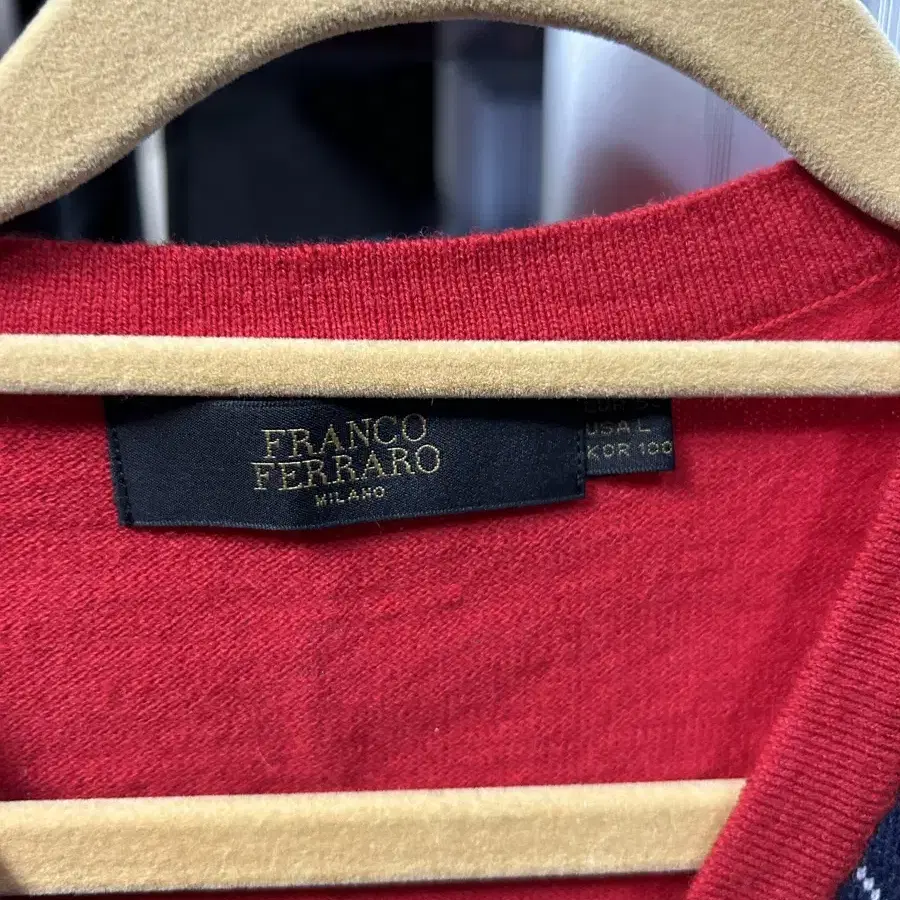 FRANCO
FERRARO
MILANO
USA L
KOR 100